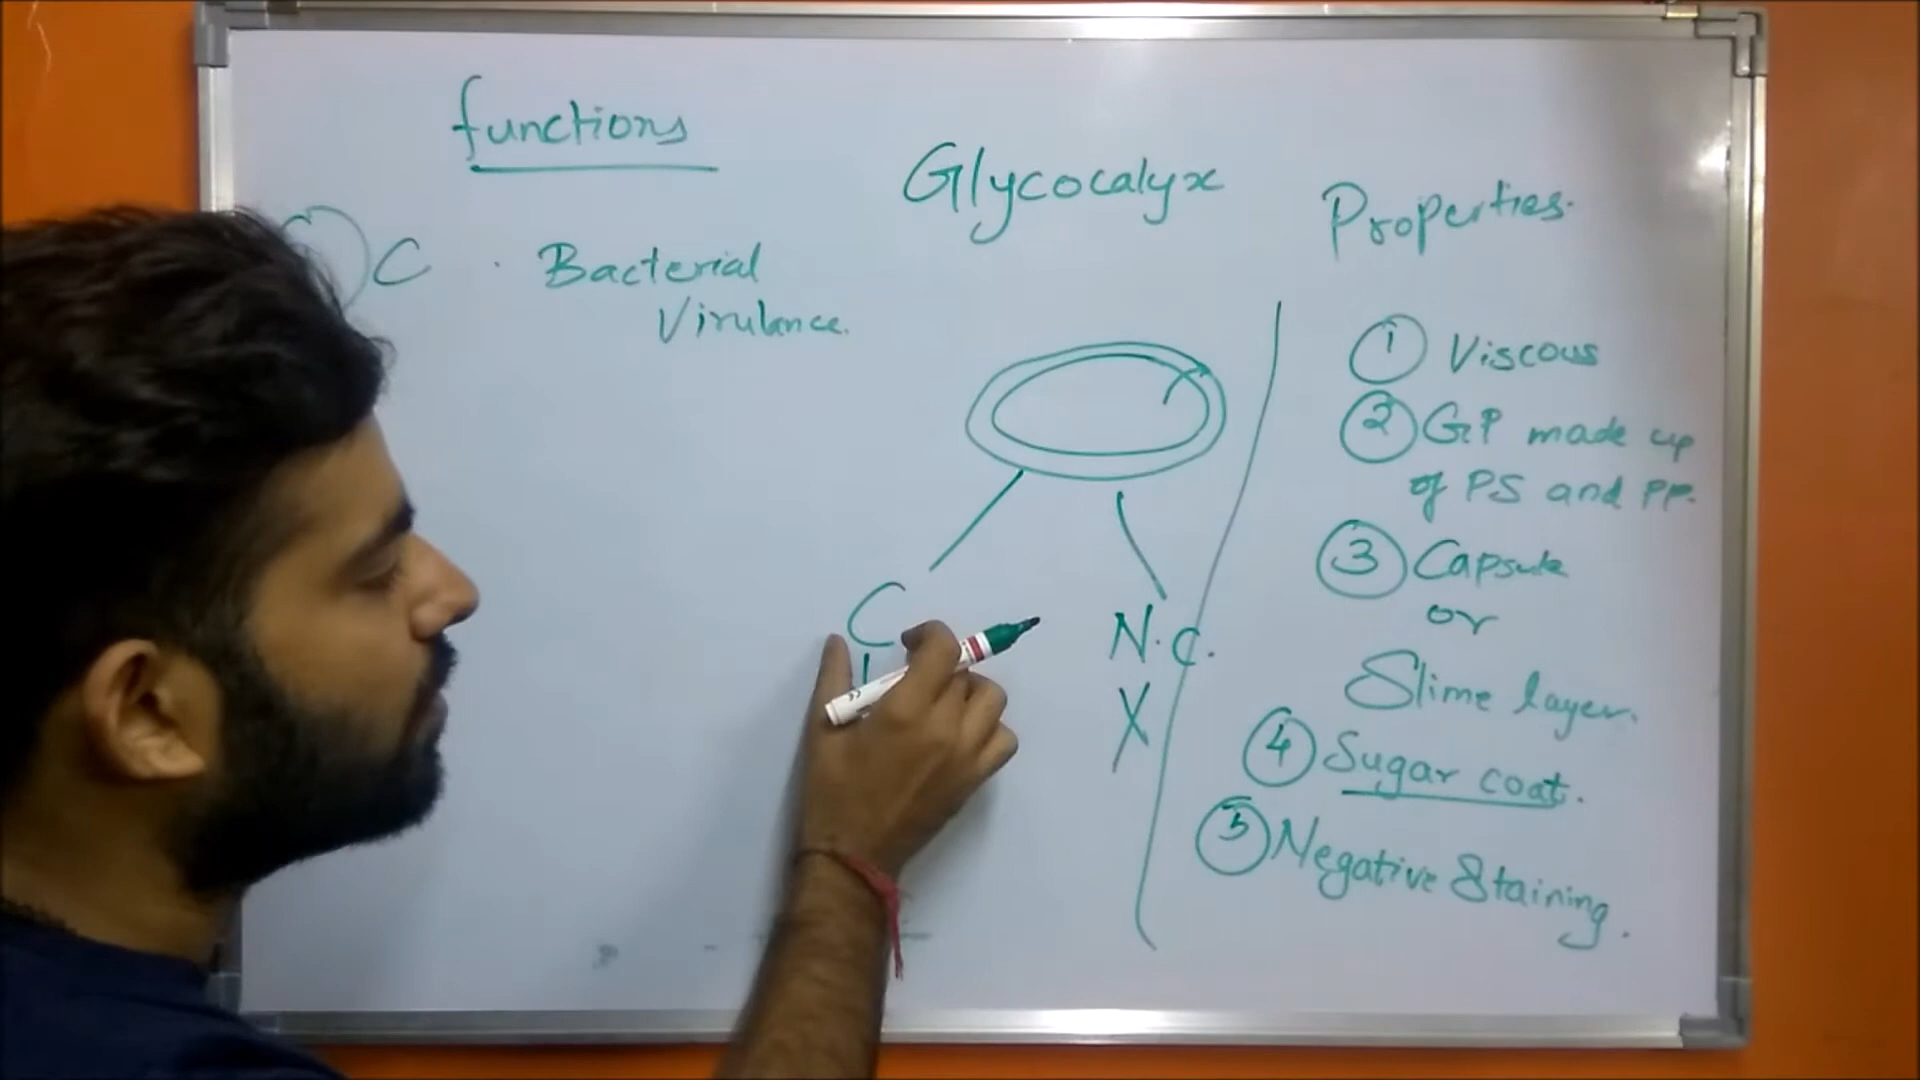 functions
C . Bacterial
Virulance.
Glycocalyx
C
N.C.
X
Properties.
1 Viscous
2 GP made up
of PS and PP.
3 Capsule
or
Slime layer.
4 Sugar coat.
5 Negative Staining.